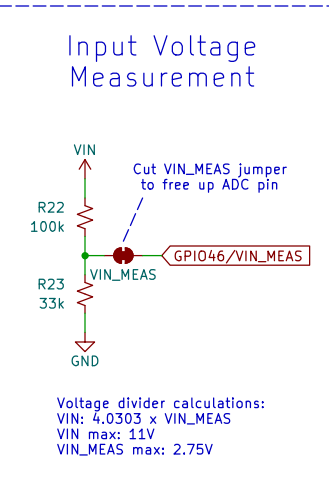 Input Voltage
Measurement
VIN
Cut VIN_MEAS jumper
to free up ADC pin
R22
100k
GPIO46/VIN_MEAS
VIN_MEAS
R23
33k
GND
Voltage divider calculations:
VIN: 4.0303 x VIN_MEAS
VIN max: 11V
VIN_MEAS max: 2.75V